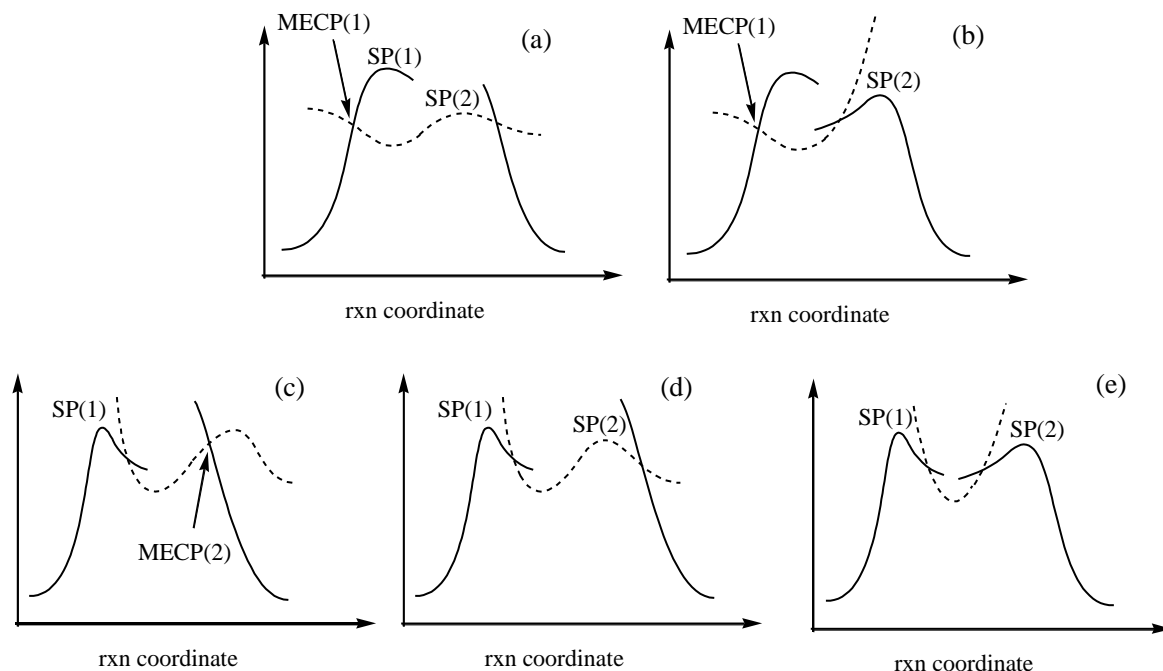 (a)
MECP(1)
SP(1)
SP(2)
rxn coordinate
(b)
MECP(1)
SP(2)
rxn coordinate
(c)
SP(1)
MECP(2)
rxn coordinate
(d)
SP(1)
SP(2)
rxn coordinate
(e)
SP(1)
SP(2)
rxn coordinate